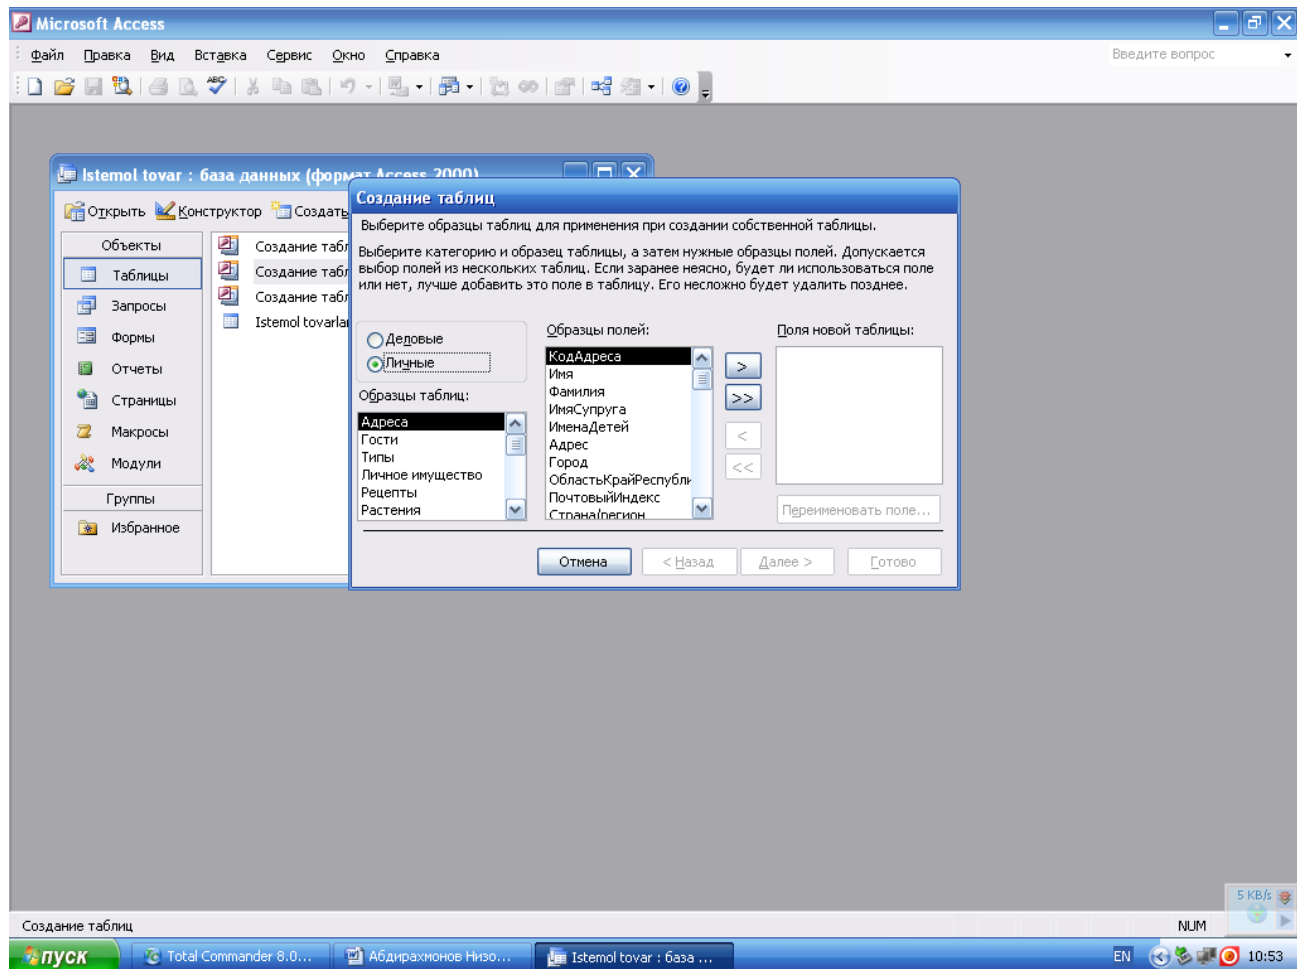 Microsoft Access
Файл Правка Вид Вставка Сервис Окно Справка
Введите вопрос
Istemol tovar : база данных (формат Access 2000)
Открыть Конструктор Создать
Объекты
Таблицы
Запросы
Формы
Отчеты
Страницы
Макросы
Модули
Группы
Избранное
Создание табл
Создание табл
Создание табл
Istemol tovarlar
Создание таблиц
Выберите образцы таблиц для применения при создании собственной таблицы.
Выберите категорию и образец таблицы, а затем нужные образцы полей. Допускается
выбор полей из нескольких таблиц. Если заранее неясно, будет ли использоваться поле
или нет, лучше добавить это поле в таблицу. Его несложно будет удалить позднее.
Деловые
Личные
Образцы таблиц:
Адреса
Гости
Типы
Личное имущество
Рецепты
Растения
Образцы полей:
КодАдреса
Имя
Фамилия
ИмяСупруга
ИменаДетей
Адрес
Город
ОбластьКрайРеспубли
ПочтовыйИндекс
Страна/регион
>
>>
<
<<
Поля новой таблицы:
Переименовать поле...
Отмена < Назад Далее > Готово
5 KB/s
Создание таблиц
NUM
пуск Total Commander 8.0... Абдирахмонов Низо... Istemol tovar : база ... EN 10:53